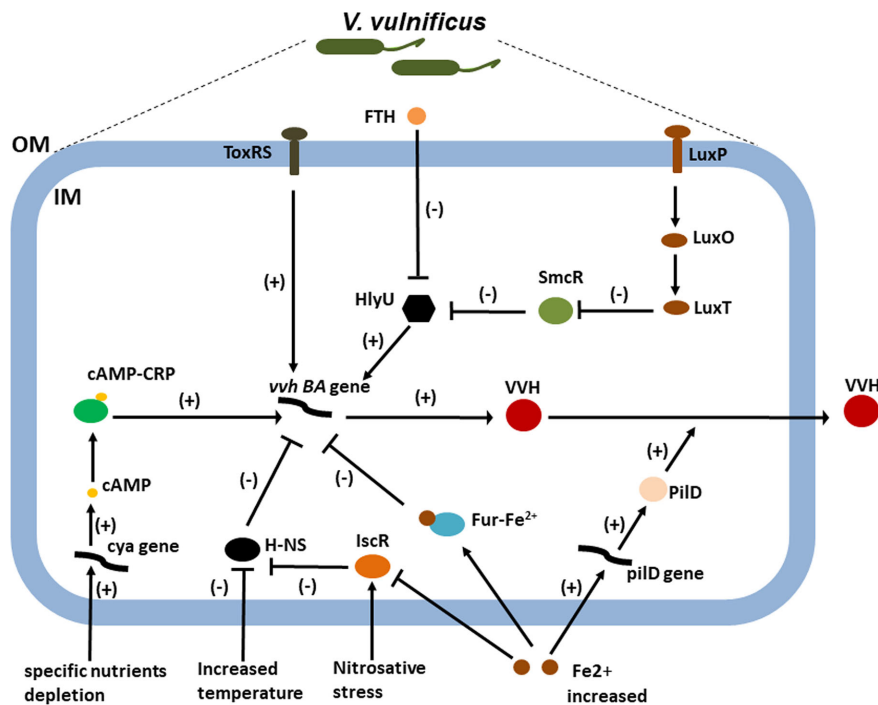 V. vulnificus
FTH
OM
ToxRS
LuxP
IM
(-)
LuxO
(+)
SmcR
HlyU
(-)
(-)
LuxT
(+)
cAMP-CRP
vvh BA gene
VVH
VVH
(+)
(+)
(+)
cAMP
(-)
(-)
PilD
(+)
Fur-Fe2+
(+)
cya gene
H-NS
IscR
pilD gene
(+)
(-)
(-)
(+)
specific nutrients
depletion
Increased
temperature
Nitrosative
stress
Fe2+
increased